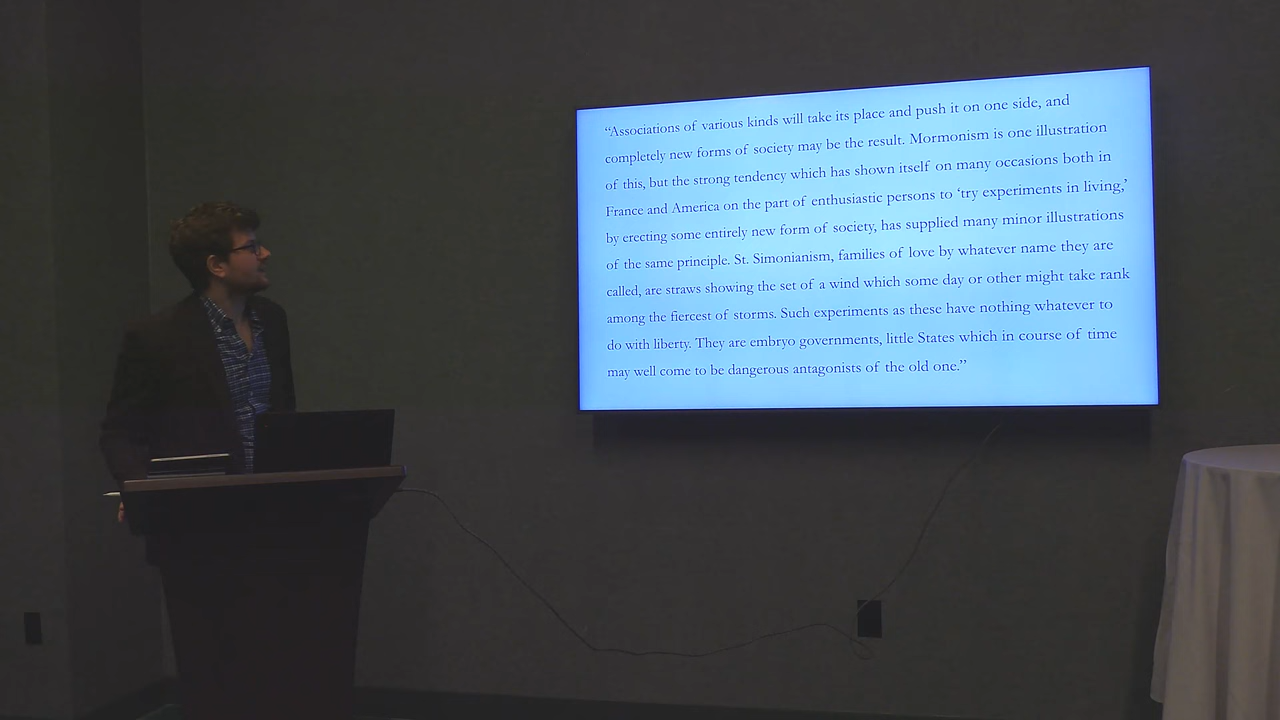 “Associations of various kinds will take its place and push it on one side, and
completely new forms of society may be the result. Mormonism is one illustration
of this, but the strong tendency which has shown itself on many occasions both in
France and America on the part of enthusiastic persons to ‘try experiments in living,’
by erecting some entirely new form of society, has supplied many minor illustrations
of the same principle. St. Simonianism, families of love by whatever name they are
called, are straws showing the set of a wind which some day or other might take rank
among the fiercest of storms. Such experiments as these have nothing whatever to
do with liberty. They are embryo governments, little States which in course of time
may well come to be dangerous antagonists of the old one.”